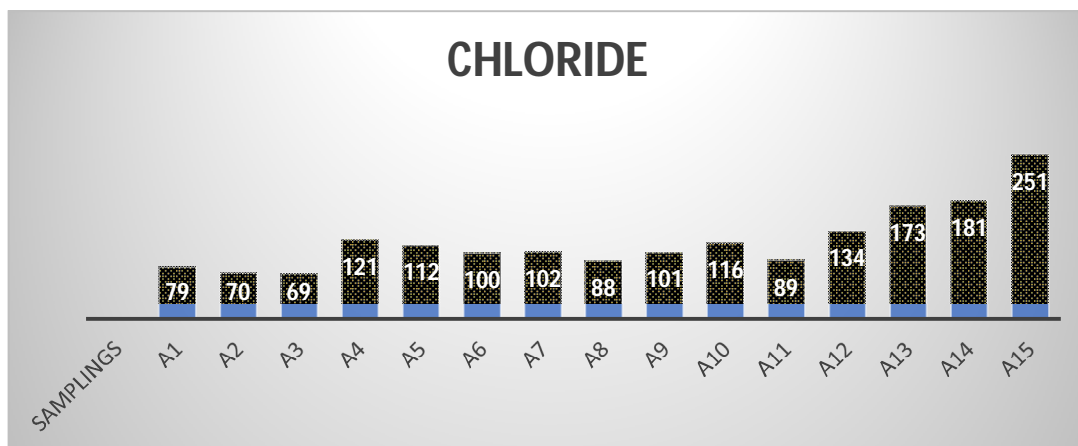 CHLORIDE
79 70 69 121 112 100 102 88 101 116 89 134 173 181 251
SAMPLINGS A1 A2 A3 A4 A5 A6 A7 A8 A9 A10 A11 A12 A13 A14 A15